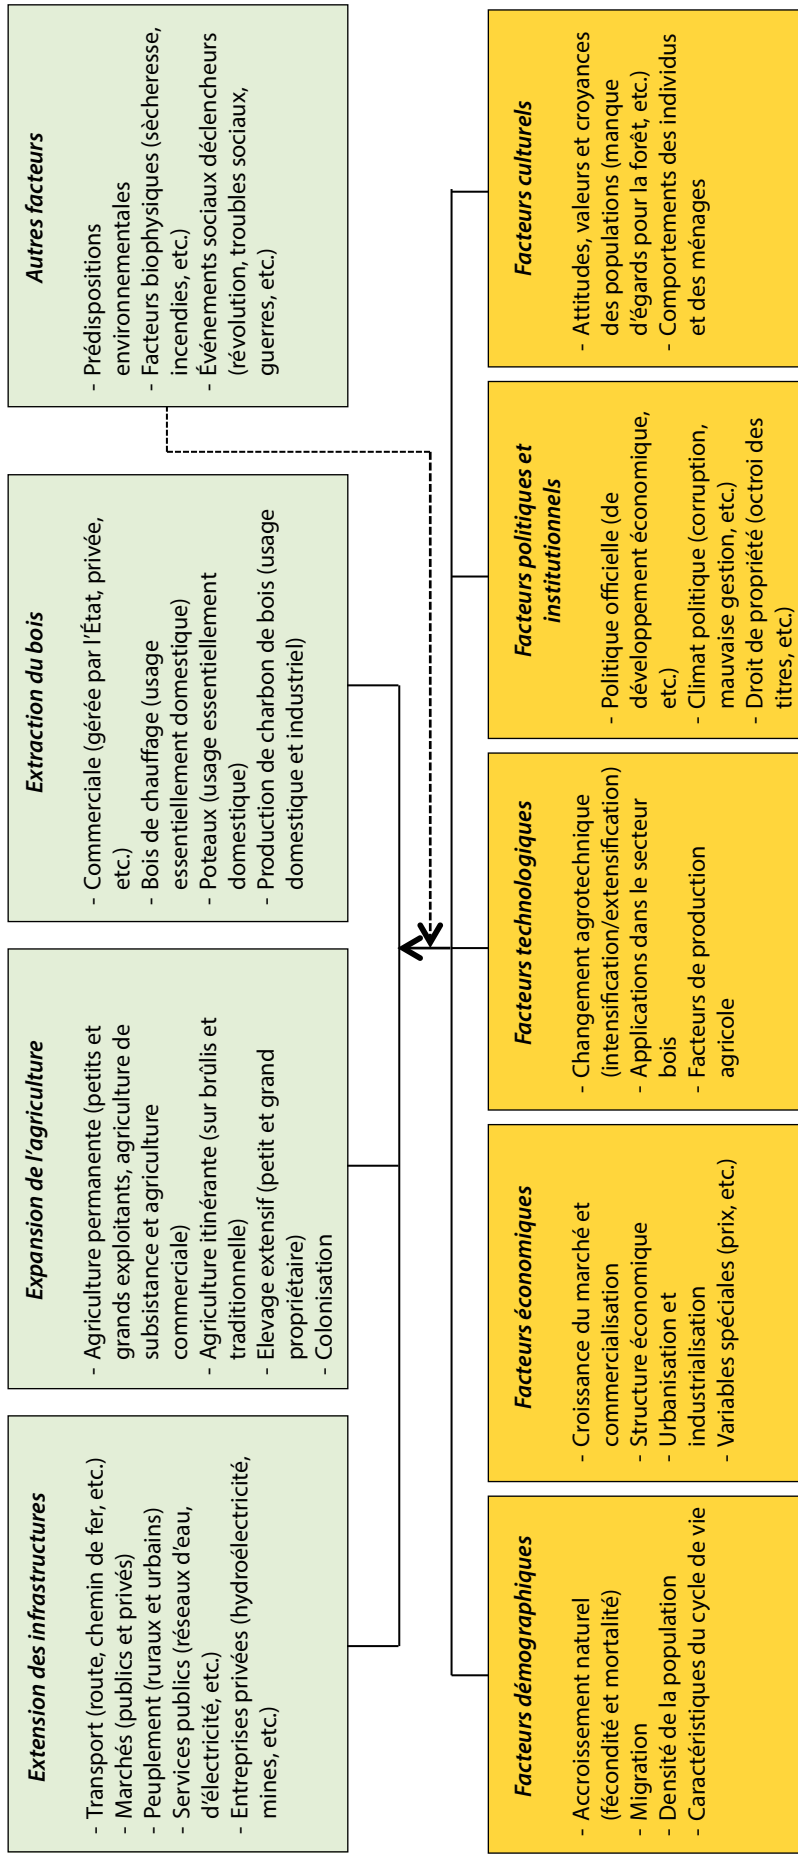 Extension des infrastructures
- Transport (route, chemin de fer, etc.)
- Marchés (publics et privés)
- Peuplement (ruraux et urbains)
- Services publics (réseaux d'eau,
d'électricité, etc.)
- Entreprises privées (hydroélectricité,
mines, etc.)
Expansion de l'agriculture
- Agriculture permanente (petits et
grands exploitants, agriculture de
subsistance et agriculture
commerciale)
- Agriculture itinérante (sur brûlis et
traditionnelle)
- Elevage extensif (petit et grand
propriétaire)
- Colonisation
Extraction du bois
- Commerciale (gérée par l'État, privée,
etc.)
- Bois de chauffage (usage
essentiellement domestique)
- Poteaux (usage essentiellement
domestique)
- Production de charbon de bois (usage
domestique et industriel)
Autres facteurs
- Prédispositions
environnementales
- Facteurs biophysiques (sècheresse,
incendies, etc.)
- Evénements sociaux déclencheurs
(révolution, troubles sociaux,
guerres, etc.)
Facteurs démographiques
- Accroissement naturel
(fécondité et mortalité)
- Migration
- Densité de la population
- Caractéristiques du cycle de vie
Facteurs économiques
- Croissance du marché et
commercialisation
- Structure économique
- Urbanisation et
industrialisation
- Variables spéciales (prix, etc.)
Facteurs technologiques
- Changement agrotechnique
(intensification/extensification)
- Applications dans le secteur
bois
- Facteurs de production
agricole
Facteurs politiques et
institutionnels
- Politique officielle (de
développement économique,
etc.)
- Climat politique (corruption,
mauvaise gestion, etc.)
- Droit de propriété (octroi des
titres, etc.)
Facteurs culturels
- Attitudes, valeurs et croyances
des populations (manque
d'égards pour la forêt, etc.)
- Comportements des individus
et des ménages